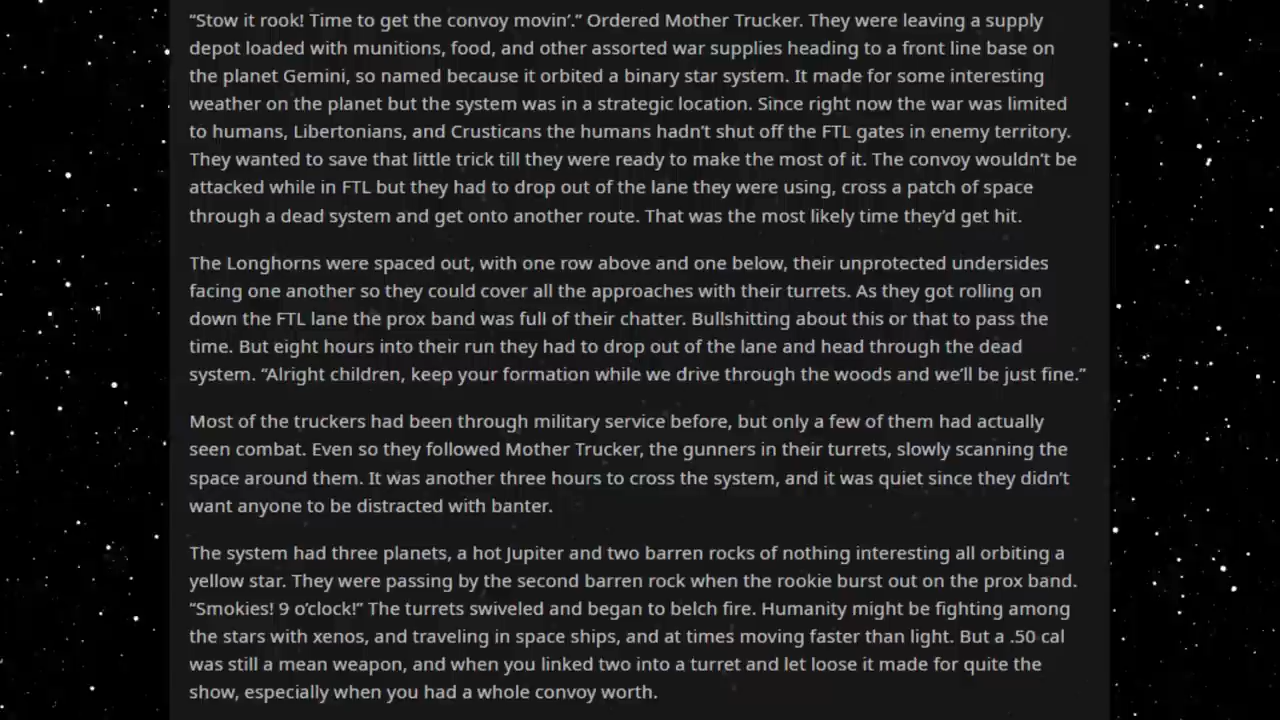 “Stow it rook! Time to get the convoy movin’.” Ordered Mother Trucker. They were leaving a supply
depot loaded with munitions, food, and other assorted war supplies heading to a front line base on
the planet Gemini, so named because it orbited a binary star system. It made for some interesting
weather on the planet but the system was in a strategic location. Since right now the war was limited
to humans, Libertonians, and Crusticans the humans hadn’t shut off the FTL gates in enemy territory.
They wanted to save that little trick till they were ready to make the most of it. The convoy wouldn’t be
attacked while in FTL but they had to drop out of the lane they were using, cross a patch of space
through a dead system and get onto another route. That was the most likely time they’d get hit.
The Longhorns were spaced out, with one row above and one below, their unprotected undersides
facing one another so they could cover all the approaches with their turrets. As they got rolling on
down the FTL lane the prox band was full of their chatter. Bullshitting about this or that to pass the
time. But eight hours into their run they had to drop out of the lane and head through the dead
system. “Alright children, keep your formation while we drive through the woods and we’ll be just fine.”
Most of the truckers had been through military service before, but only a few of them had actually
seen combat. Even so they followed Mother Trucker, the gunners in their turrets, slowly scanning the
space around them. It was another three hours to cross the system, and it was quiet since they didn’t
want anyone to be distracted with banter.
The system had three planets, a hot Jupiter and two barren rocks of nothing interesting all orbiting a
yellow star. They were passing by the second barren rock when the rookie burst out on the prox band.
“Smokies! 9 o’clock!” The turrets swiveled and began to belch fire. Humanity might be fighting among
the stars with xenos, and traveling in space ships, and at times moving faster than light. But a .50 cal
was still a mean weapon, and when you linked two into a turret and let loose it made for quite the
show, especially when you had a whole convoy worth.